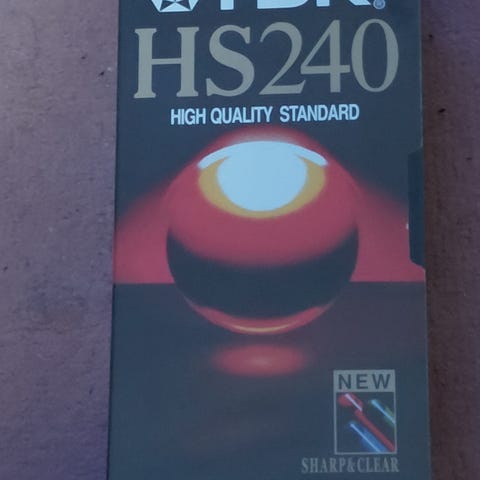 TDK®
HS240
HIGH QUALITY STANDARD
NEW
SHARP&CLEAR